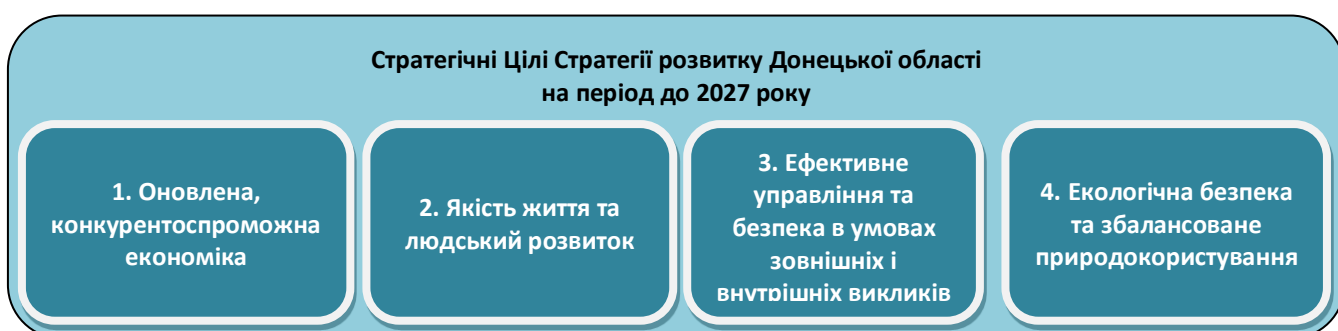 Стратегічні Цілі Стратегії розвитку Донецької області
на період до 2027 року
1. Оновлена,
конкурентоспроможна
економіка
2. Якість життя та
людський розвиток
3. Ефективне
управління та
безпека в умовах
зовнішніх і
внутрішніх викликів
4. Екологічна безпека
та збалансоване
природокористування